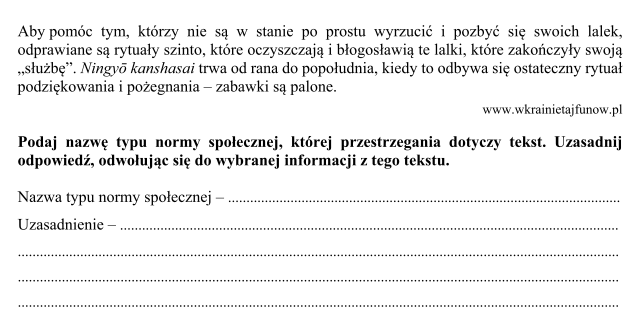 Aby pomóc tym, którzy nie są w stanie po prostu wyrzucić i pozbyć się swoich lalek,
odprawiane są rytuały szinto, które oczyszczają i błogosławią te lalki, które zakończyły swoją
„służbę”. Ningyō kanshasai trwa od rana do popołudnia, kiedy to odbywa się ostateczny rytuał
podziękowania i pożegnania – zabawki są palone.
www.wkrainietajfunow.pl
Podaj nazwę typu normy społecznej, której przestrzegania dotyczy tekst. Uzasadnij
odpowiedź, odwołując się do wybranej informacji z tego tekstu.
Nazwa typu normy społecznej – ..........................................................................................................
Uzasadnienie – ......................................................................................................................................
................................................................................................................................................................
................................................................................................................................................................
................................................................................................................................................................